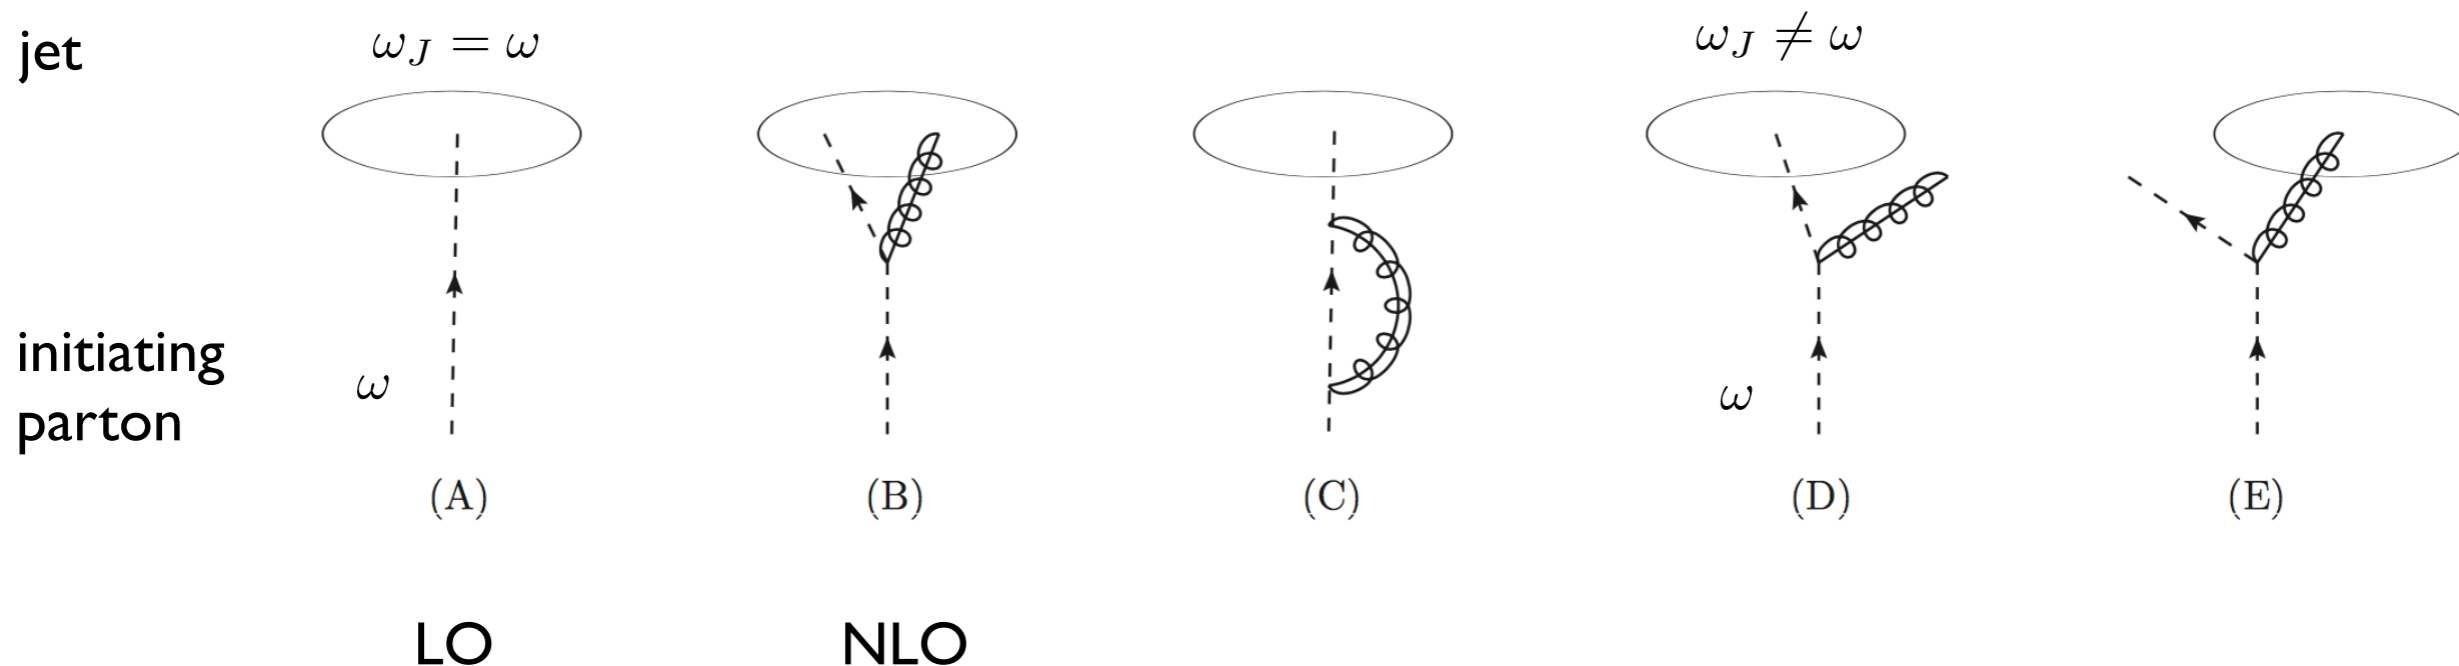 jet
ω_J = ω
ω_J ≠ ω
initiating
parton
ω
ω
(A)
(B)
(C)
(D)
(E)
LO
NLO